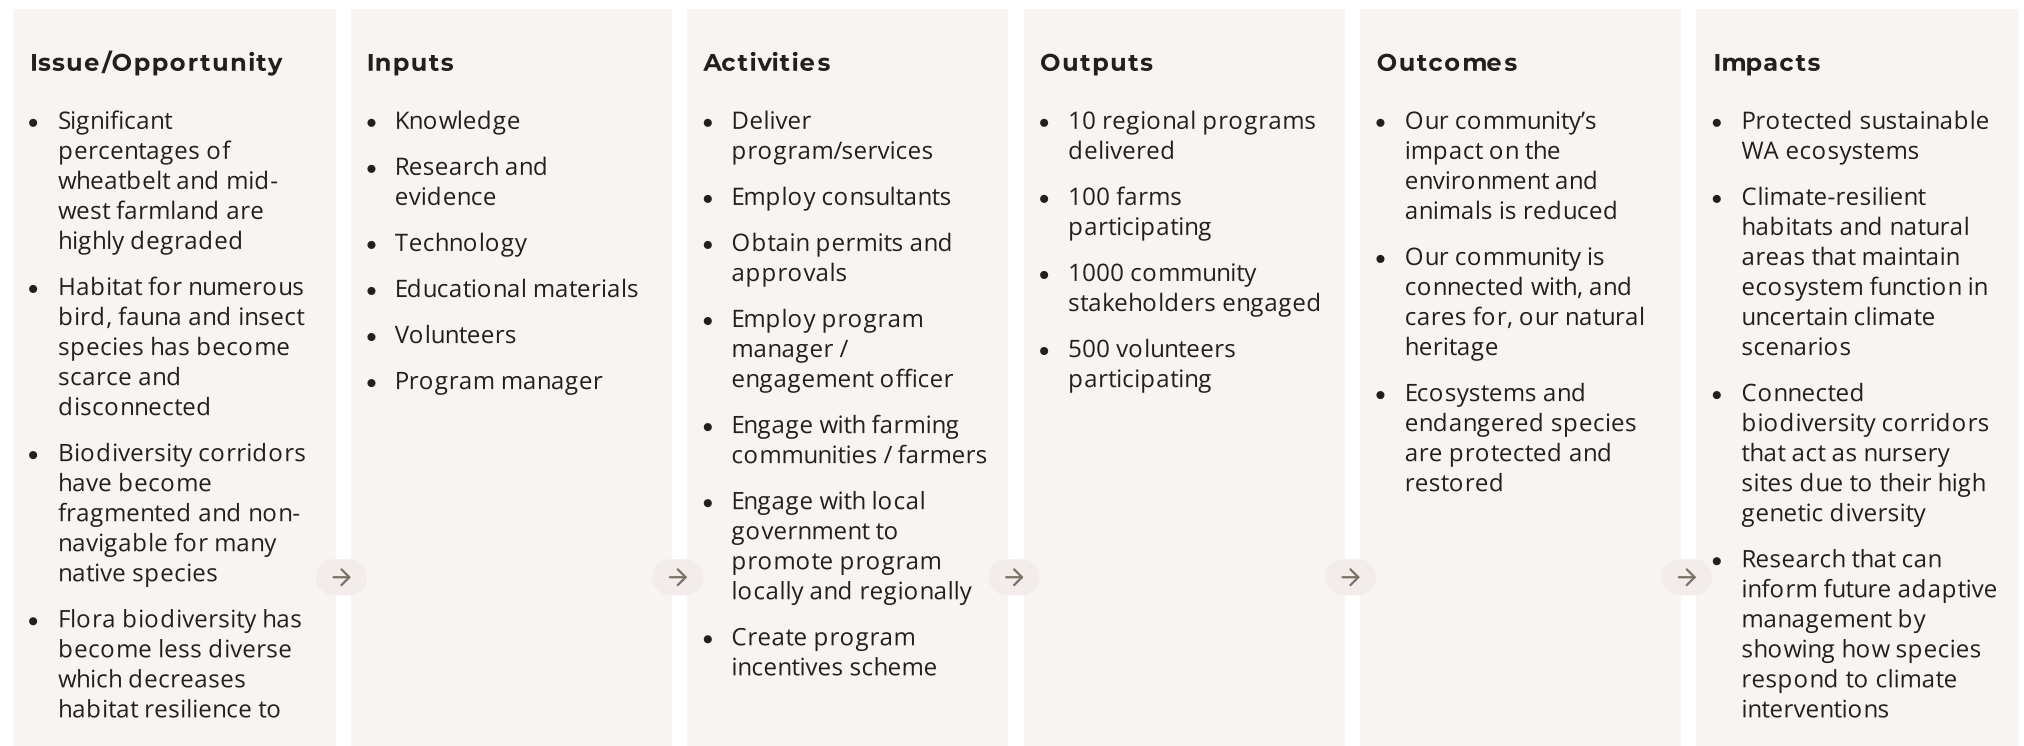 Issue/Opportunity
• Significant
percentages of
wheatbelt and mid-
west farmland are
highly degraded
• Habitat for numerous
bird, fauna and insect
species has become
scarce and
disconnected
• Biodiversity corridors
have become
fragmented and non-
navigable for many
native species
• Flora biodiversity has
become less diverse
which decreases
habitat resilience to
→
Inputs
• Knowledge
• Research and
evidence
• Technology
• Educational materials
• Volunteers
• Program manager
→
Activities
• Deliver
program/services
• Employ consultants
• Obtain permits and
approvals
• Employ program
manager /
engagement officer
• Engage with farming
communities / farmers
• Engage with local
government to
promote program
locally and regionally
• Create program
incentives scheme
→
Outputs
• 10 regional programs
delivered
• 100 farms
participating
• 1000 community
stakeholders engaged
• 500 volunteers
participating
→
Outcomes
• Our community’s
impact on the
environment and
animals is reduced
• Our community is
connected with, and
cares for, our natural
heritage
• Ecosystems and
endangered species
are protected and
restored
→
Impacts
• Protected sustainable
WA ecosystems
• Climate-resilient
habitats and natural
areas that maintain
ecosystem function in
uncertain climate
scenarios
• Connected
biodiversity corridors
that act as nursery
sites due to their high
genetic diversity
• Research that can
inform future adaptive
management by
showing how species
respond to climate
interventions